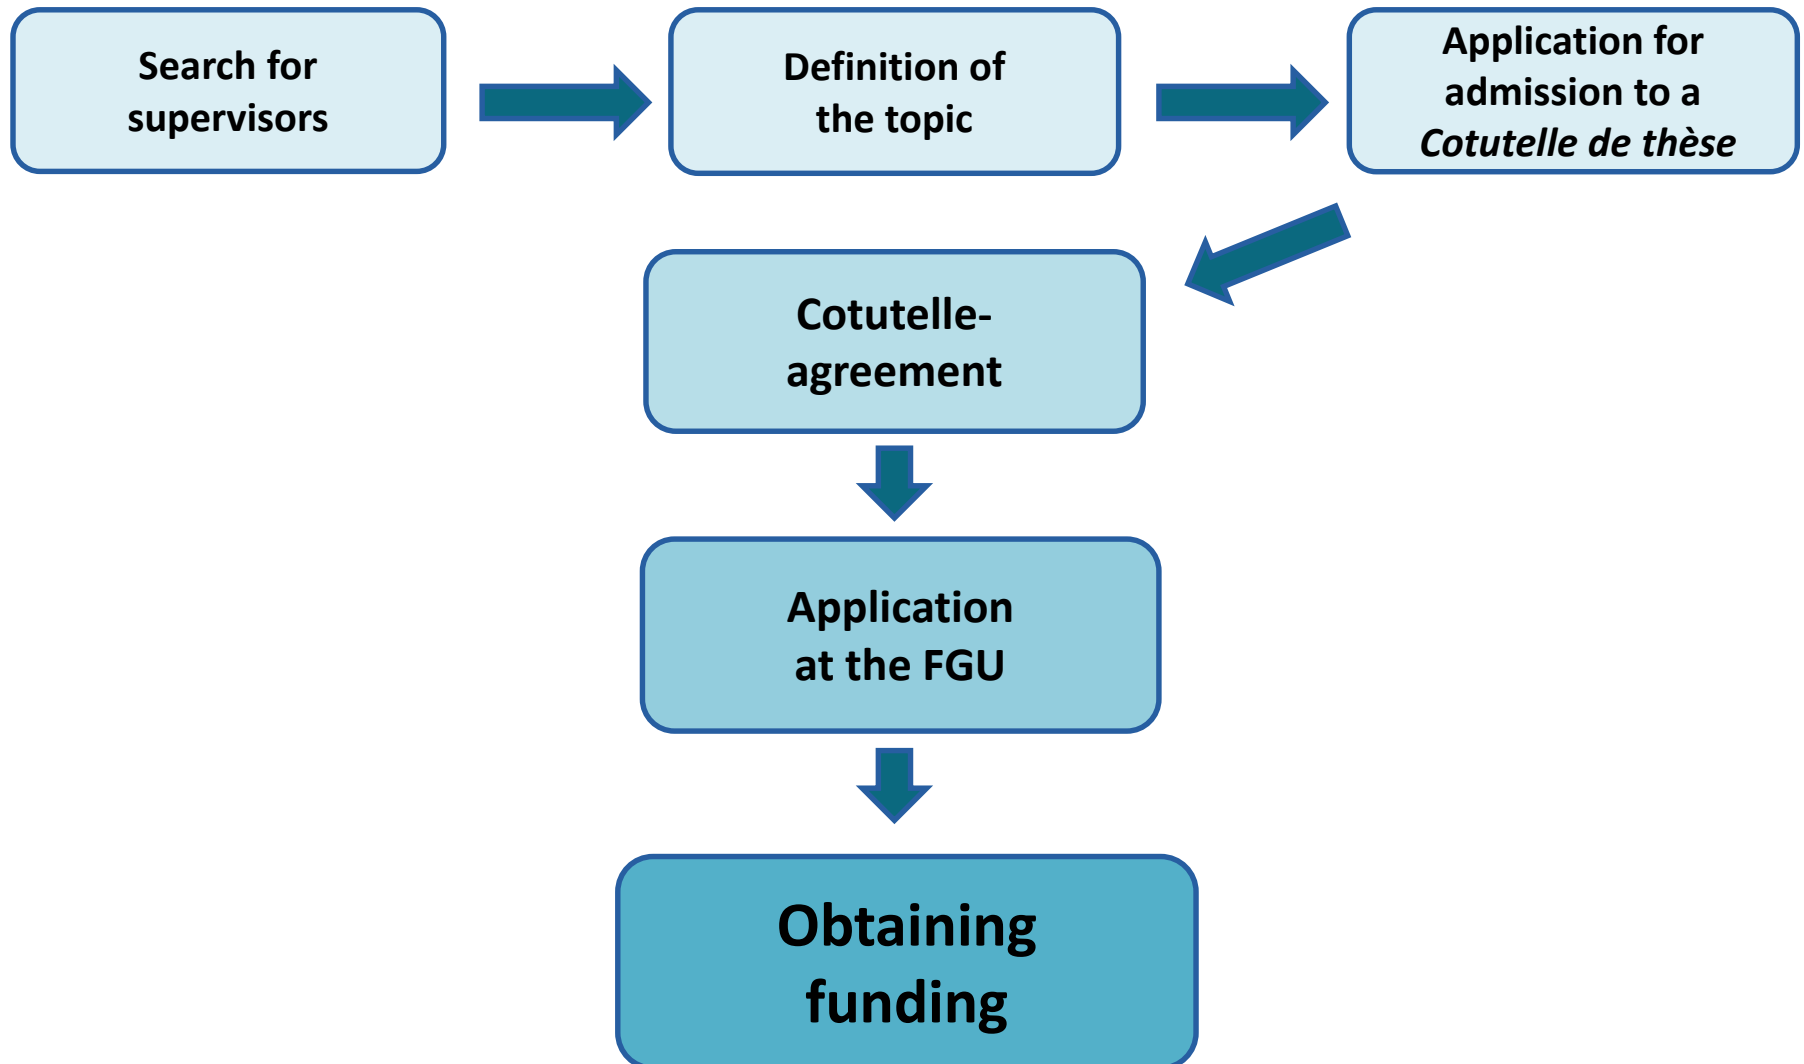 Search for
supervisors
Definition of
the topic
Application for
admission to a
Cotutelle de thèse
Cotutelle-
agreement
Application
at the FGU
Obtaining
funding